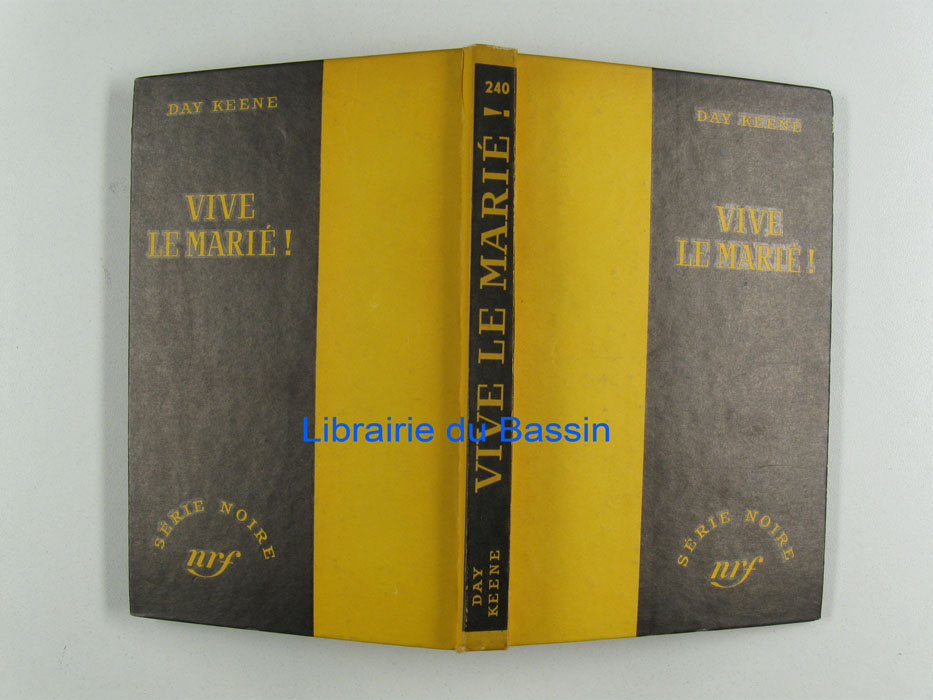 DAY KEENE
VIVE
LE MARIÉ !
SÉRIE NOIRE
nrf
240
VIVE LE MARIÉ !
DAY
KEENE
DAY KEENE
VIVE
LE MARIÉ !
SÉRIE NOIRE
nrf
Librairie du Bassin